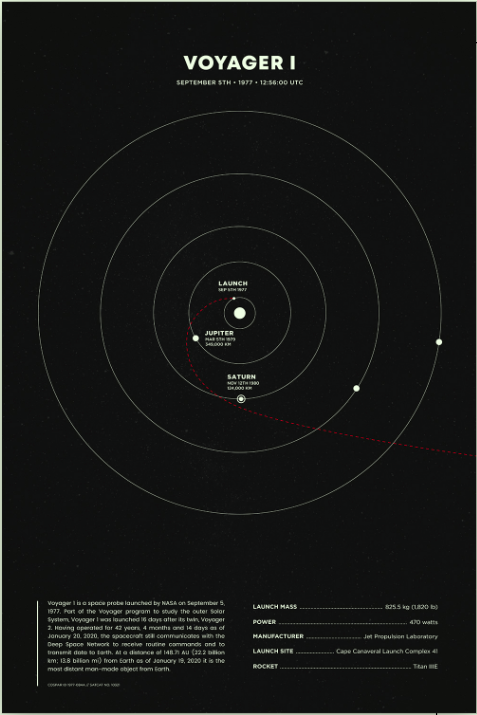 VOYAGER I
SEPTEMBER 5TH • 1977 • 12:56:00 UTC
LAUNCH
SEP 5TH 1977
JUPITER
MAR 5TH 1979
349,000 KM
SATURN
NOV 12TH 1980
124,000 KM
Voyager 1 is a space probe launched by NASA on September 5,
1977. Part of the Voyager program to study the outer Solar
System, Voyager 1 was launched 16 days after its twin, Voyager
2. Having operated for 42 years, 4 months and 14 days as of
January 20, 2020, the spacecraft still communicates with the
Deep Space Network to receive routine commands and to
transmit data to Earth. At a distance of 148.71 AU (22.2 billion
km; 13.8 billion mi) from Earth as of January 19, 2020 it is the
most distant man-made object from Earth.
LAUNCH MASS 825.5 kg (1,820 lb)
POWER 470 watts
MANUFACTURER Jet Propulsion Laboratory
LAUNCH SITE Cape Canaveral Launch Complex 41
ROCKET Titan IIIE